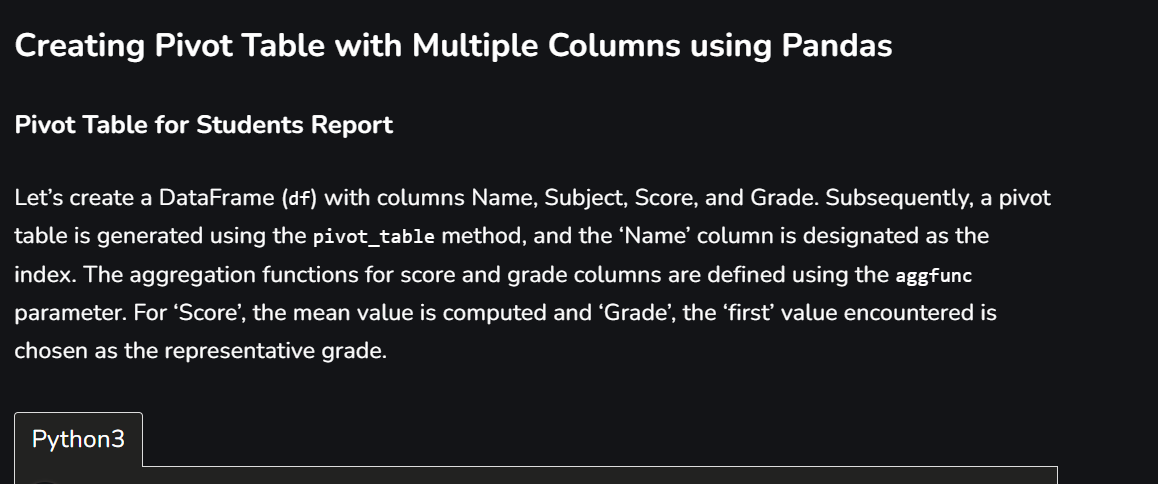 Creating Pivot Table with Multiple Columns using Pandas
Pivot Table for Students Report
Let’s create a DataFrame (df) with columns Name, Subject, Score, and Grade. Subsequently, a pivot
table is generated using the pivot_table method, and the ‘Name’ column is designated as the
index. The aggregation functions for score and grade columns are defined using the aggfunc
parameter. For ‘Score’, the mean value is computed and ‘Grade’, the ‘first’ value encountered is
chosen as the representative grade.
Python3